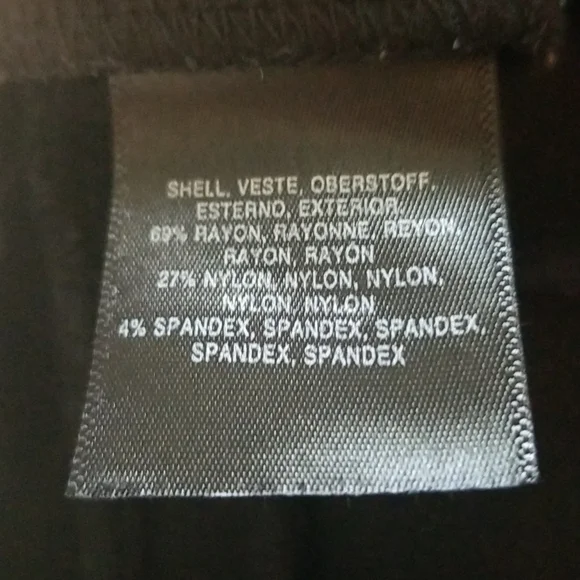 SHELL, VESTE, OBERSTOFF,
ESTERNO, EXTERIOR,
69% RAYON, RAYONNE, REYON,
RAYON, RAYON
27% NYLON, NYLON, NYLON,
NYLON, NYLON
4% SPANDEX, SPANDEX, SPANDEX,
SPANDEX, SPANDEX